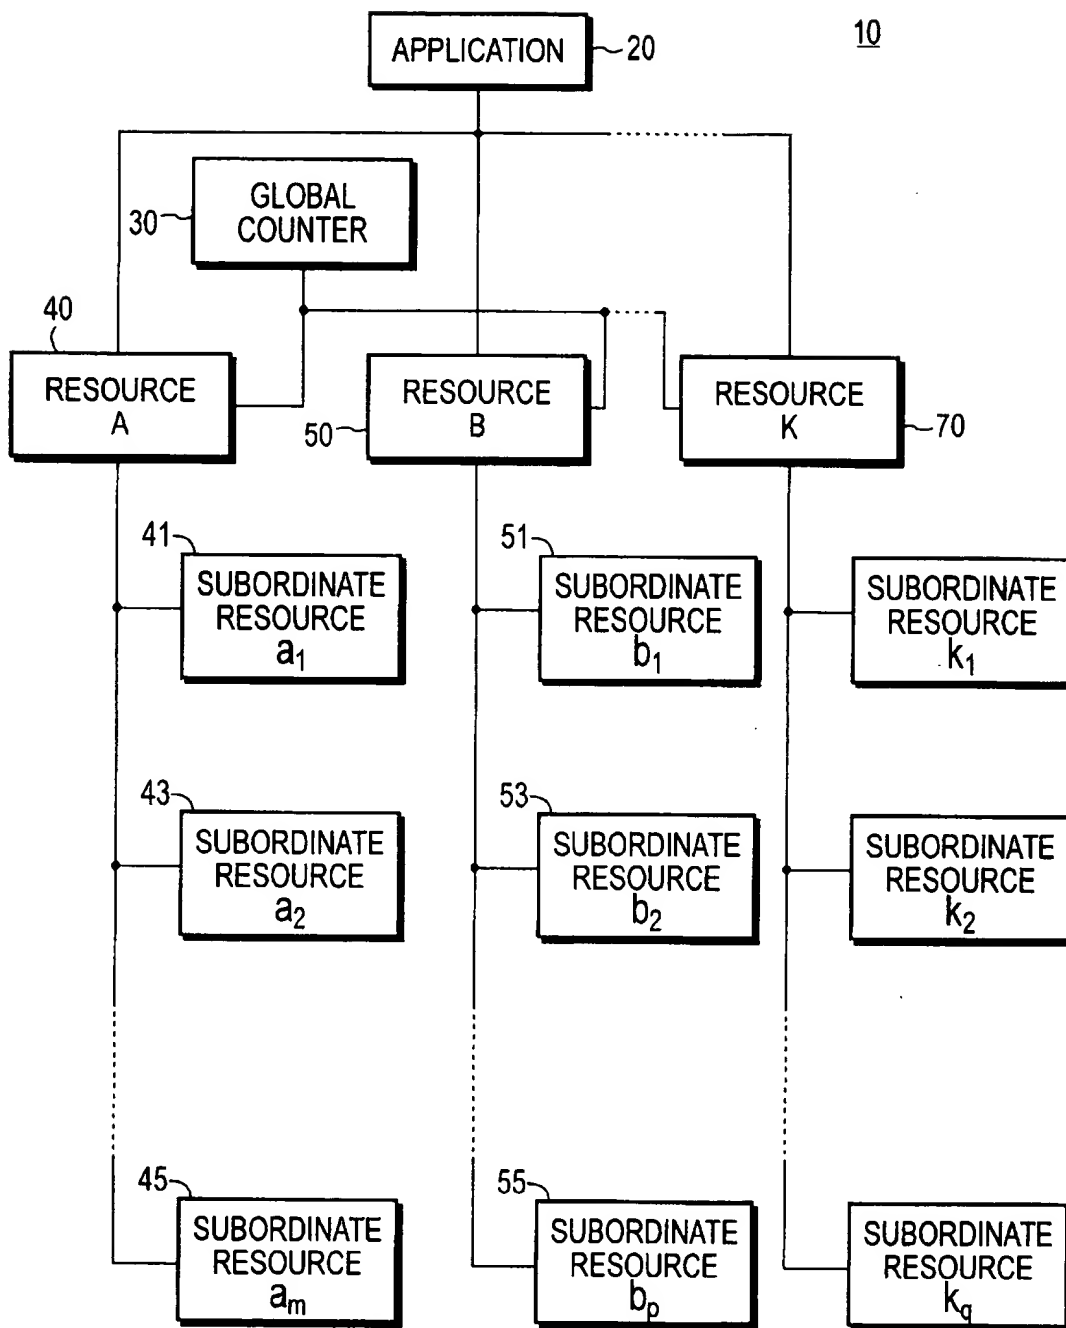 10
APPLICATION
20
GLOBAL
COUNTER
30
40
RESOURCE
A
50
RESOURCE
B
RESOURCE
K
70
41
SUBORDINATE
RESOURCE
a1
51
SUBORDINATE
RESOURCE
b1
SUBORDINATE
RESOURCE
k1
43
SUBORDINATE
RESOURCE
a2
53
SUBORDINATE
RESOURCE
b2
SUBORDINATE
RESOURCE
k2
45
SUBORDINATE
RESOURCE
am
55
SUBORDINATE
RESOURCE
bp
SUBORDINATE
RESOURCE
kq